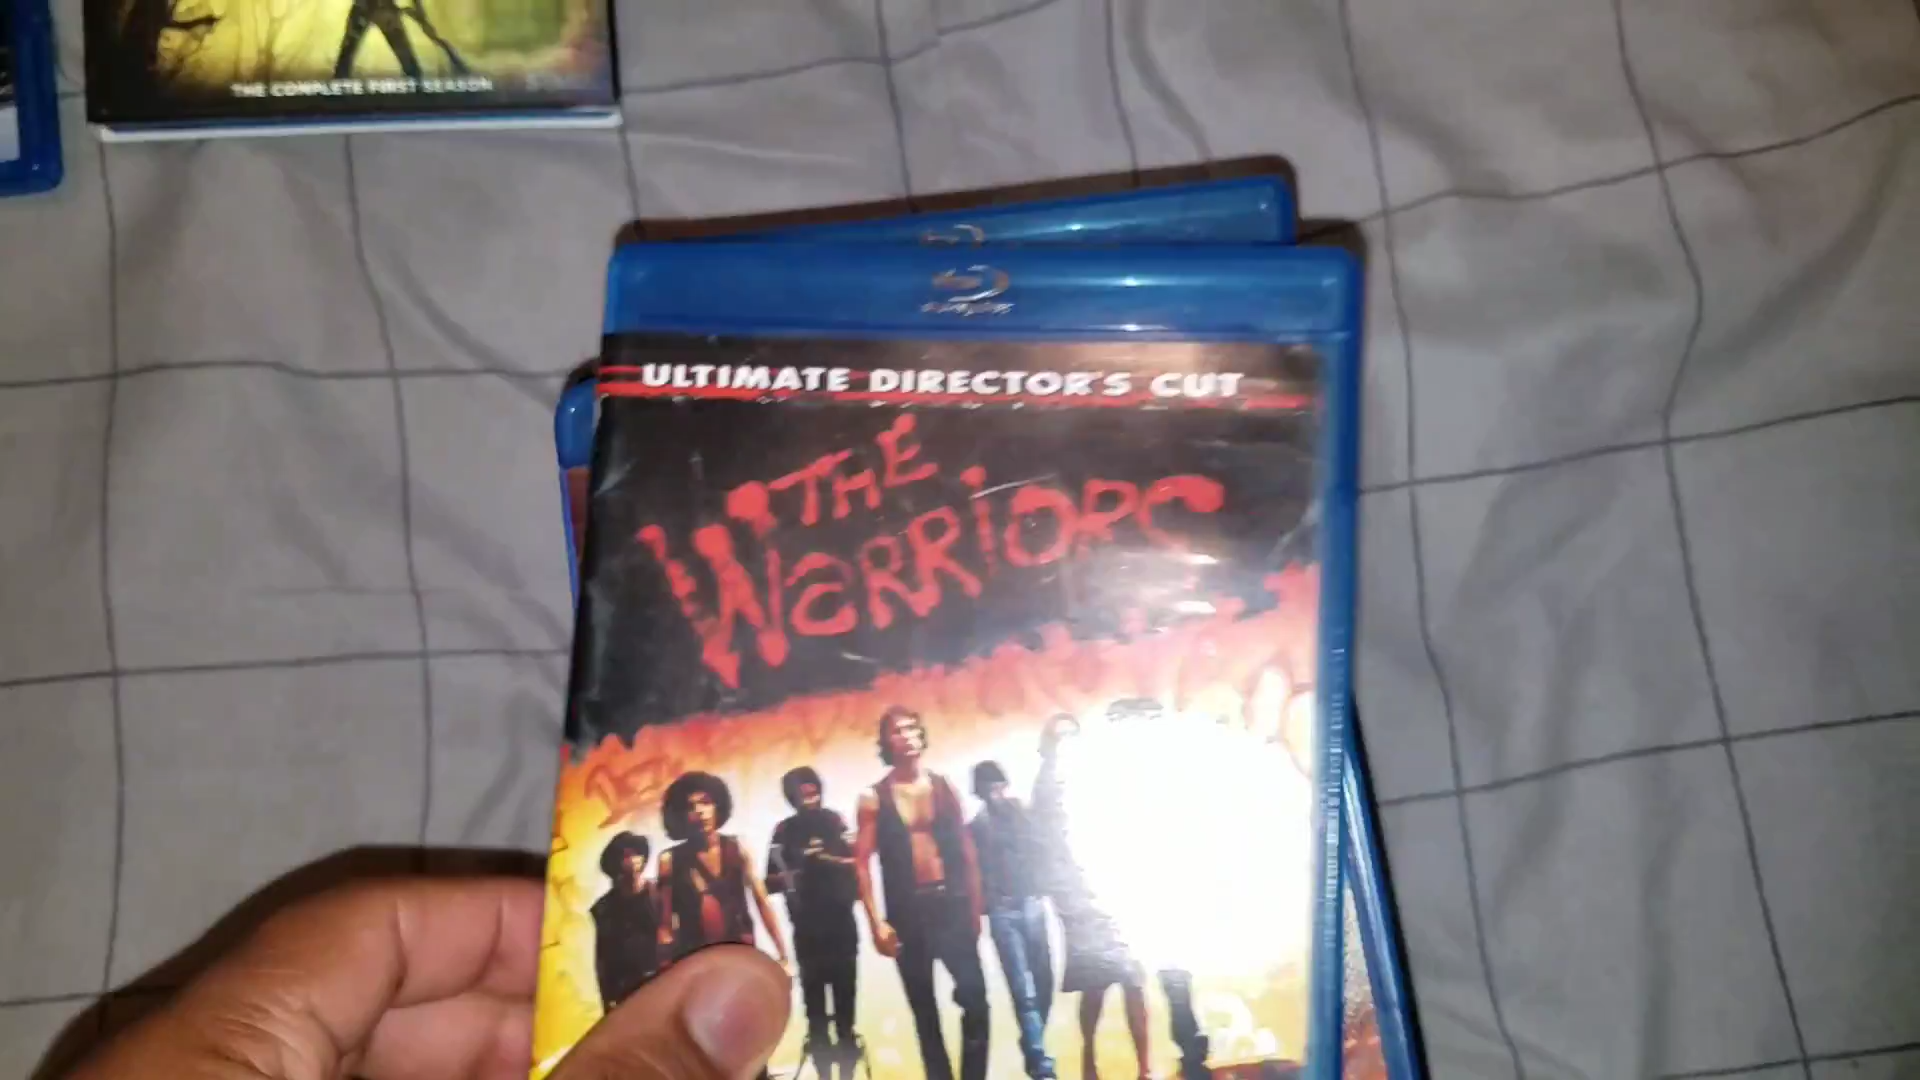 THE COMPLETE FIRST SEASON
ULTIMATE DIRECTOR'S CUT
THE
WARRIORS